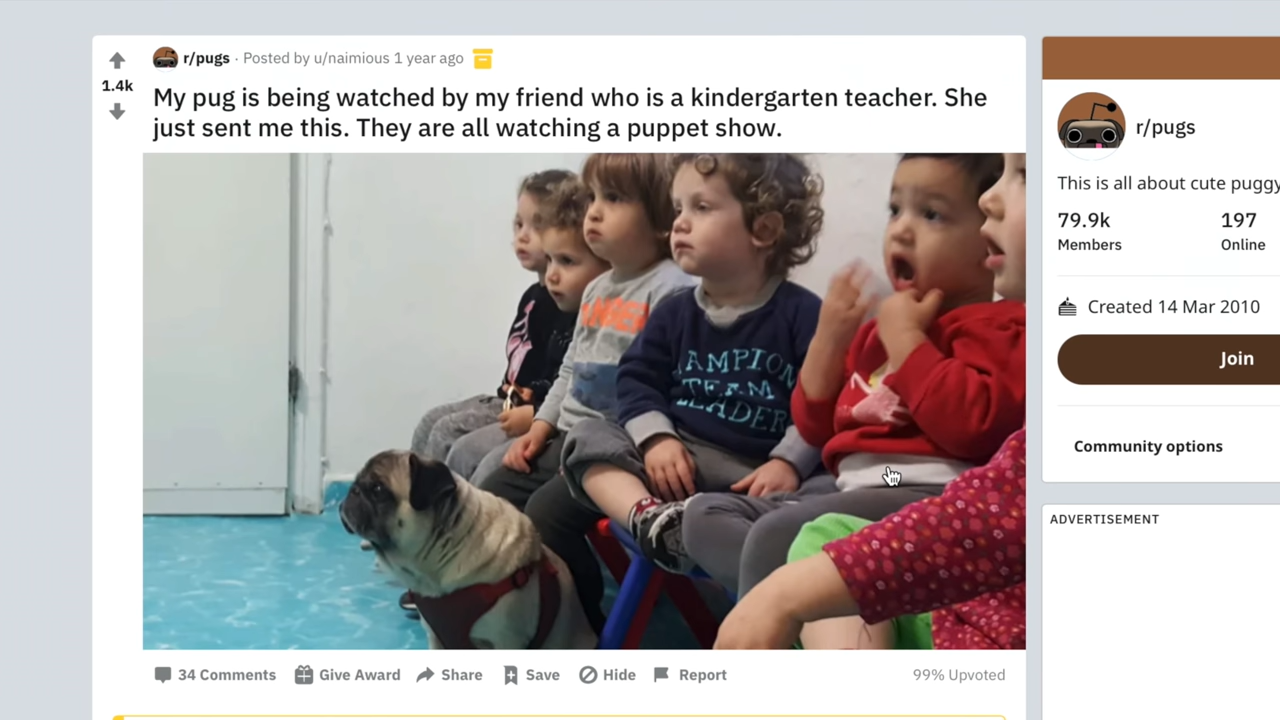 r/pugs · Posted by u/naimious 1 year ago
1.4k
My pug is being watched by my friend who is a kindergarten teacher. She
just sent me this. They are all watching a puppet show.
AMPION
TEAM
LEADER
34 Comments Give Award Share Save Hide Report 99% Upvoted
r/pugs
This is all about cute puggy
79.9k 197
Members Online
Created 14 Mar 2010
Join
Community options
ADVERTISEMENT